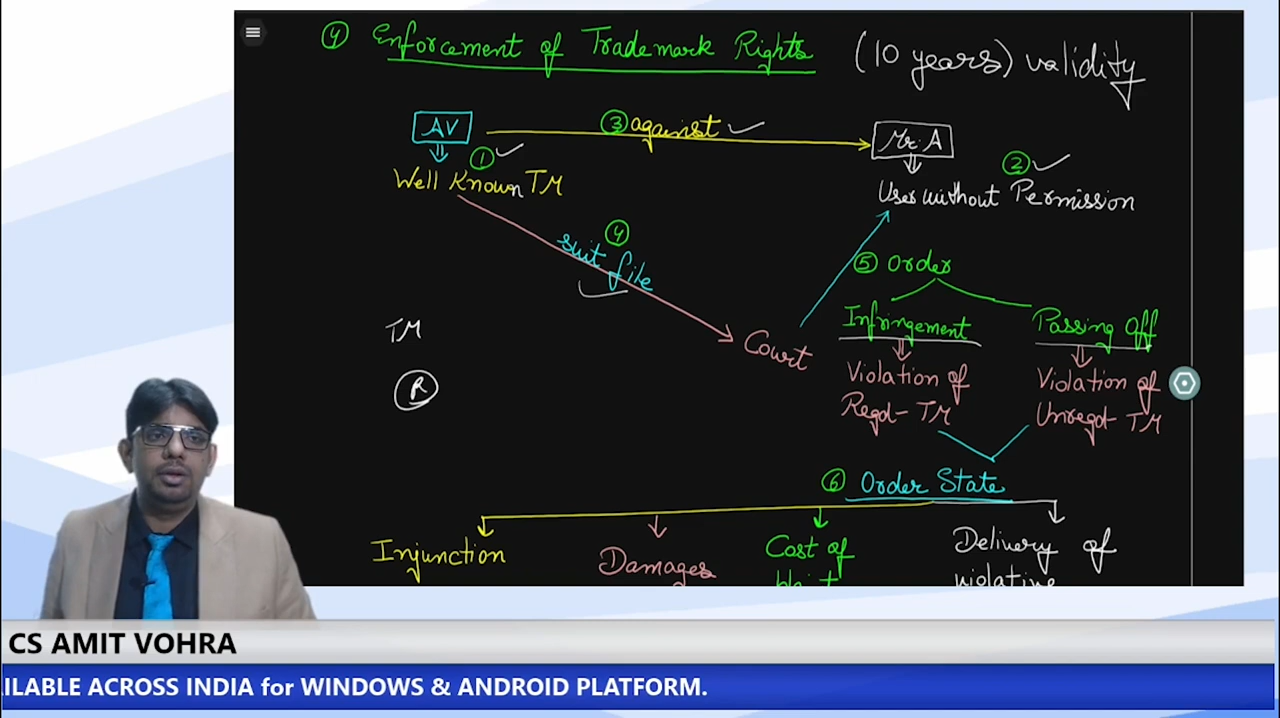 ④ Enforcement of Trademark Rights (10 years) validity
AV
③ against
Mr. A
①
②
Well Known TM
User without Permission
④
suit file
⑤ Order
TM
Court
Infringement
Passing Off
R
Violation of
Regd- TM
Violation of
Unregd- TM
⑥ Order State
Injunction
Damages
Cost of
Delivery of
violative
CS AMIT VOHRA
ILABLE ACROSS INDIA for WINDOWS & ANDROID PLATFORM.